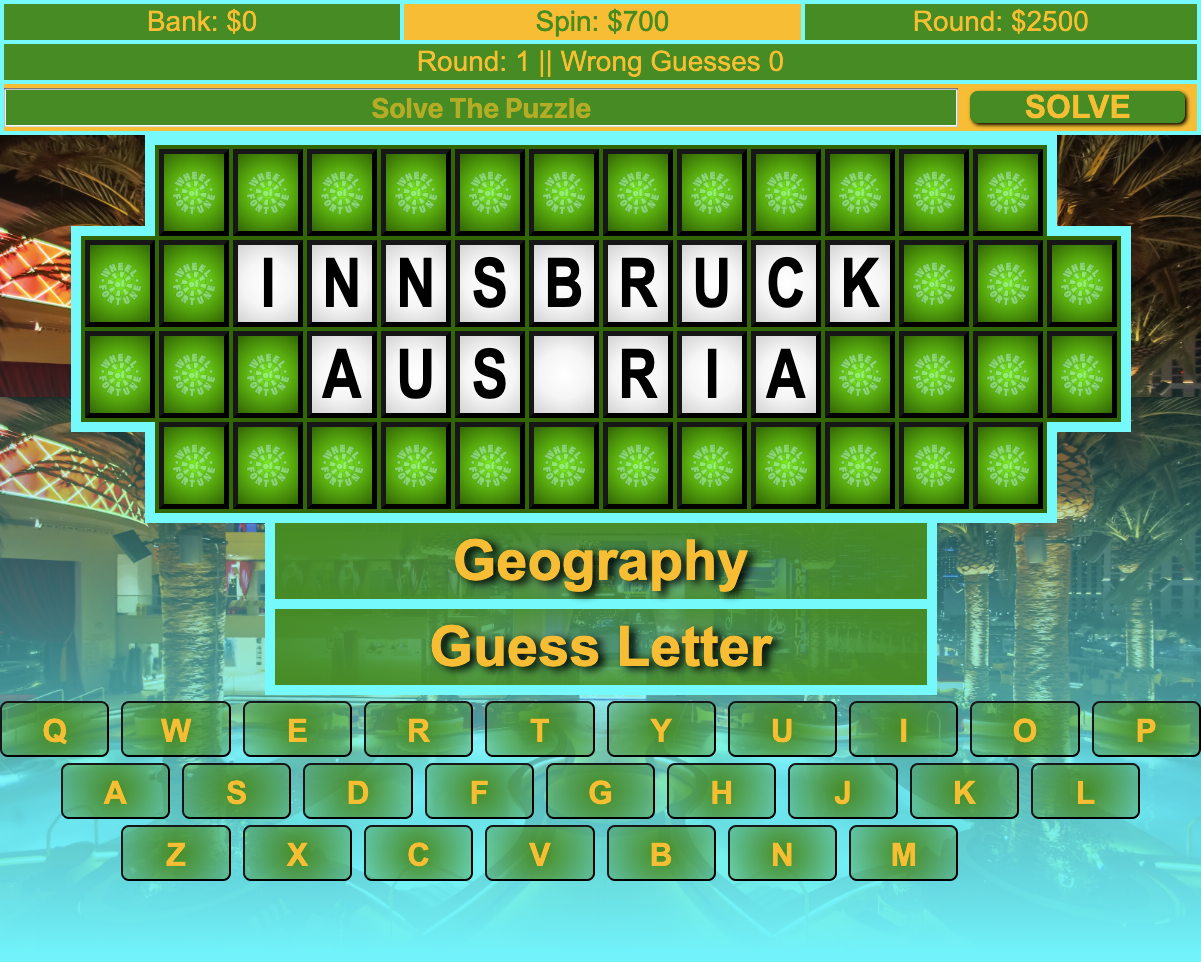 Bank: $0 Spin: $700 Round: $2500
Round: 1 || Wrong Guesses 0
Solve The Puzzle SOLVE
INNSBRUCK
AUS RIA
Geography
Guess Letter
Q W E R T Y U I O P
A S D F G H J K L
Z X C V B N M